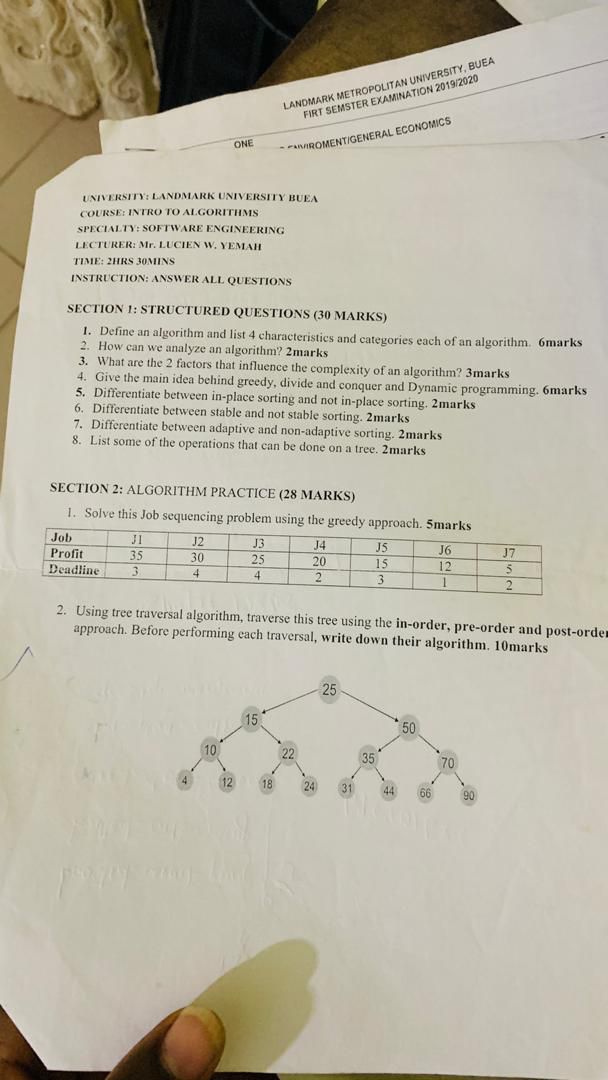 LANDMARK METROPOLITAN UNIVERSITY, BUEA
FIRT SEMSTER EXAMINATION 2019/2020
ONE
ENVIROMENT/GENERAL ECONOMICS
UNIVERSITY: LANDMARK UNIVERSITY BUEA
COURSE: INTRO TO ALGORITHMS
SPECIALTY: SOFTWARE ENGINEERING
LECTURER: Mr. LUCIEN W. YEMAH
TIME: 2HRS 30MINS
INSTRUCTION: ANSWER ALL QUESTIONS
SECTION 1: STRUCTURED QUESTIONS (30 MARKS)
1. Define an algorithm and list 4 characteristics and categories each of an algorithm. 6marks
2. How can we analyze an algorithm? 2marks
3. What are the 2 factors that influence the complexity of an algorithm? 3marks
4. Give the main idea behind greedy, divide and conquer and Dynamic programming. 6marks
5. Differentiate between in-place sorting and not in-place sorting. 2marks
6. Differentiate between stable and not stable sorting. 2marks
7. Differentiate between adaptive and non-adaptive sorting. 2marks
8. List some of the operations that can be done on a tree. 2marks
SECTION 2: ALGORITHM PRACTICE (28 MARKS)
1. Solve this Job sequencing problem using the greedy approach. 5marks
Job J1 J2 J3 J4 J5 J6 J7
Profit 35 30 25 20 15 12 5
Deadline 3 4 4 2 3 1 2
2. Using tree traversal algorithm, traverse this tree using the in-order, pre-order and post-order
approach. Before performing each traversal, write down their algorithm. 10marks
25
15 50
10 22 35 70
4 12 18 24 31 44 66 90